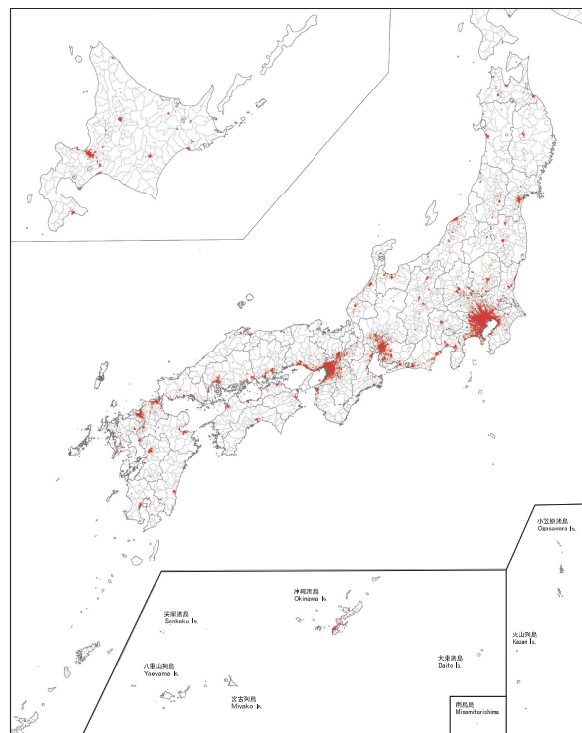 小笠原諸島
Ogasawara Is.
沖縄諸島
Okinawa Is.
尖閣諸島
Senkaku Is.
火山列島
Kazan Is.
大東諸島
Daito Is.
八重山列島
Yaeyama Is.
宮古列島
Miyako Is.
南鳥島
Minamitorishima